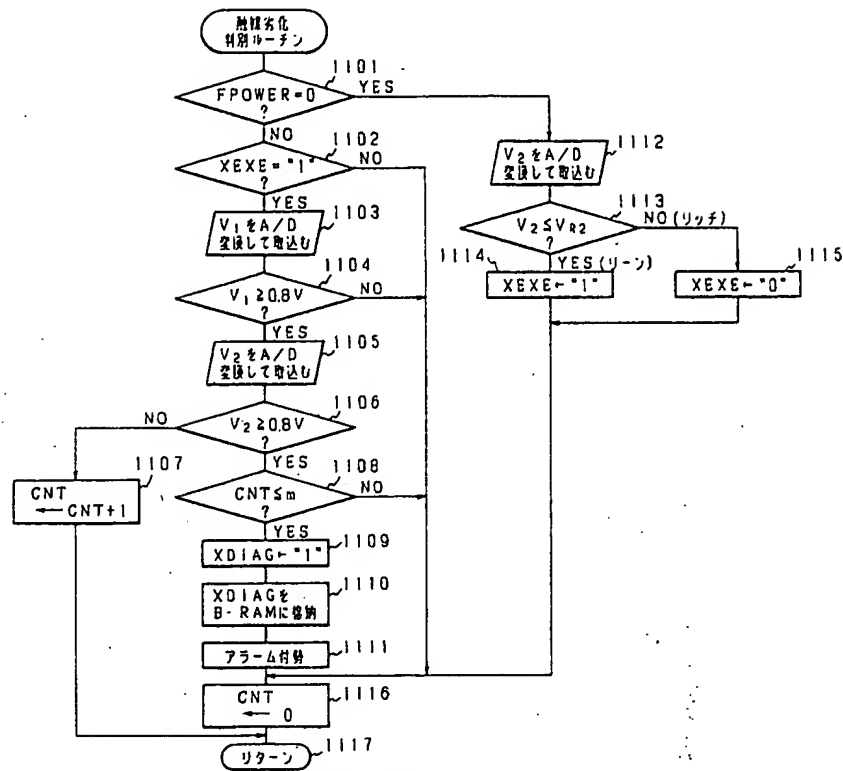 触媒劣化
判別ルーチン
1101
FPOWER=0
?
YES
NO
1102
XEXE="1"
?
NO
YES
1103
V1をA/D
変換して取込む
1104
V1≧0.8V
?
NO
YES
1105
V2をA/D
変換して取込む
1106
V2≧0.8V
?
NO
YES
1107
CNT
←CNT+1
1108
CNT≦m
?
NO
YES
1109
XDIAG←"1"
1110
XDIAGを
B-RAMに格納
1111
アラーム付勢
1112
V2をA/D
変換して取込む
1113
V2≦VR2
?
NO(リッチ)
YES(リーン)
1114
XEXE←"1"
1115
XEXE←"0"
1116
CNT
← 0
1117
リターン